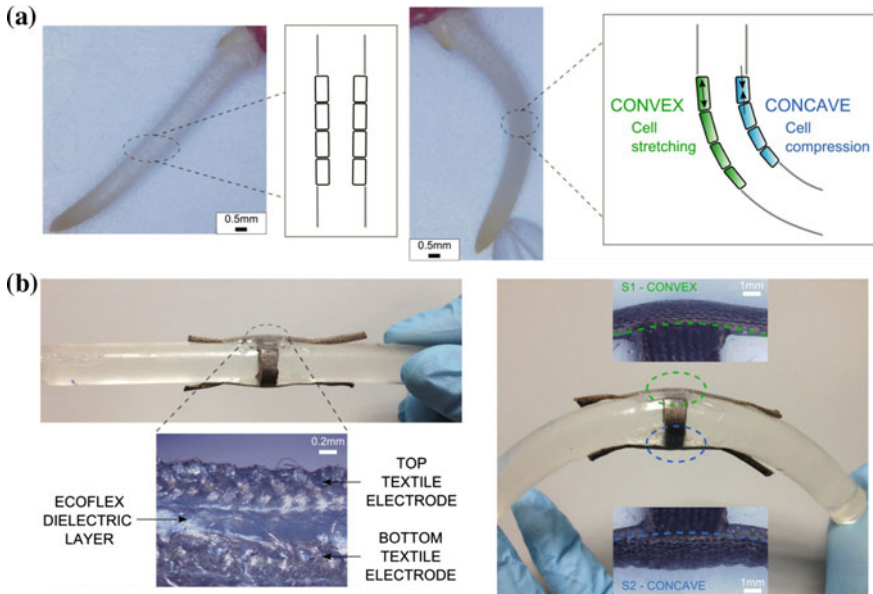 (a)
0.5mm
0.5mm
CONVEX
Cell
stretching
CONCAVE
Cell
compression
(b)
0.2mm
ECOFLEX
DIELECTRIC
LAYER
TOP
TEXTILE
ELECTRODE
BOTTOM
TEXTILE
ELECTRODE
S1 - CONVEX
1mm
S2 - CONCAVE
1mm